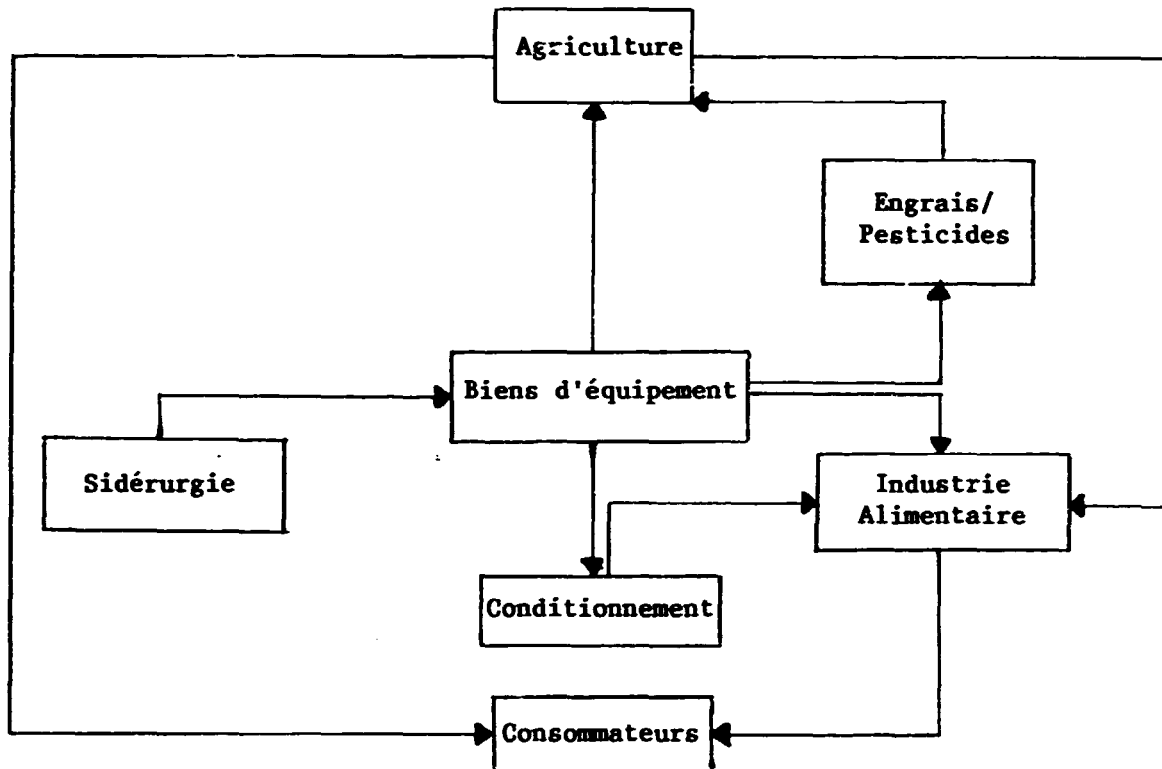 Agriculture
Engrais/
Pesticides
Biens d'équipement
Sidérurgie
Industrie
Alimentaire
Conditionnement
Consommateurs